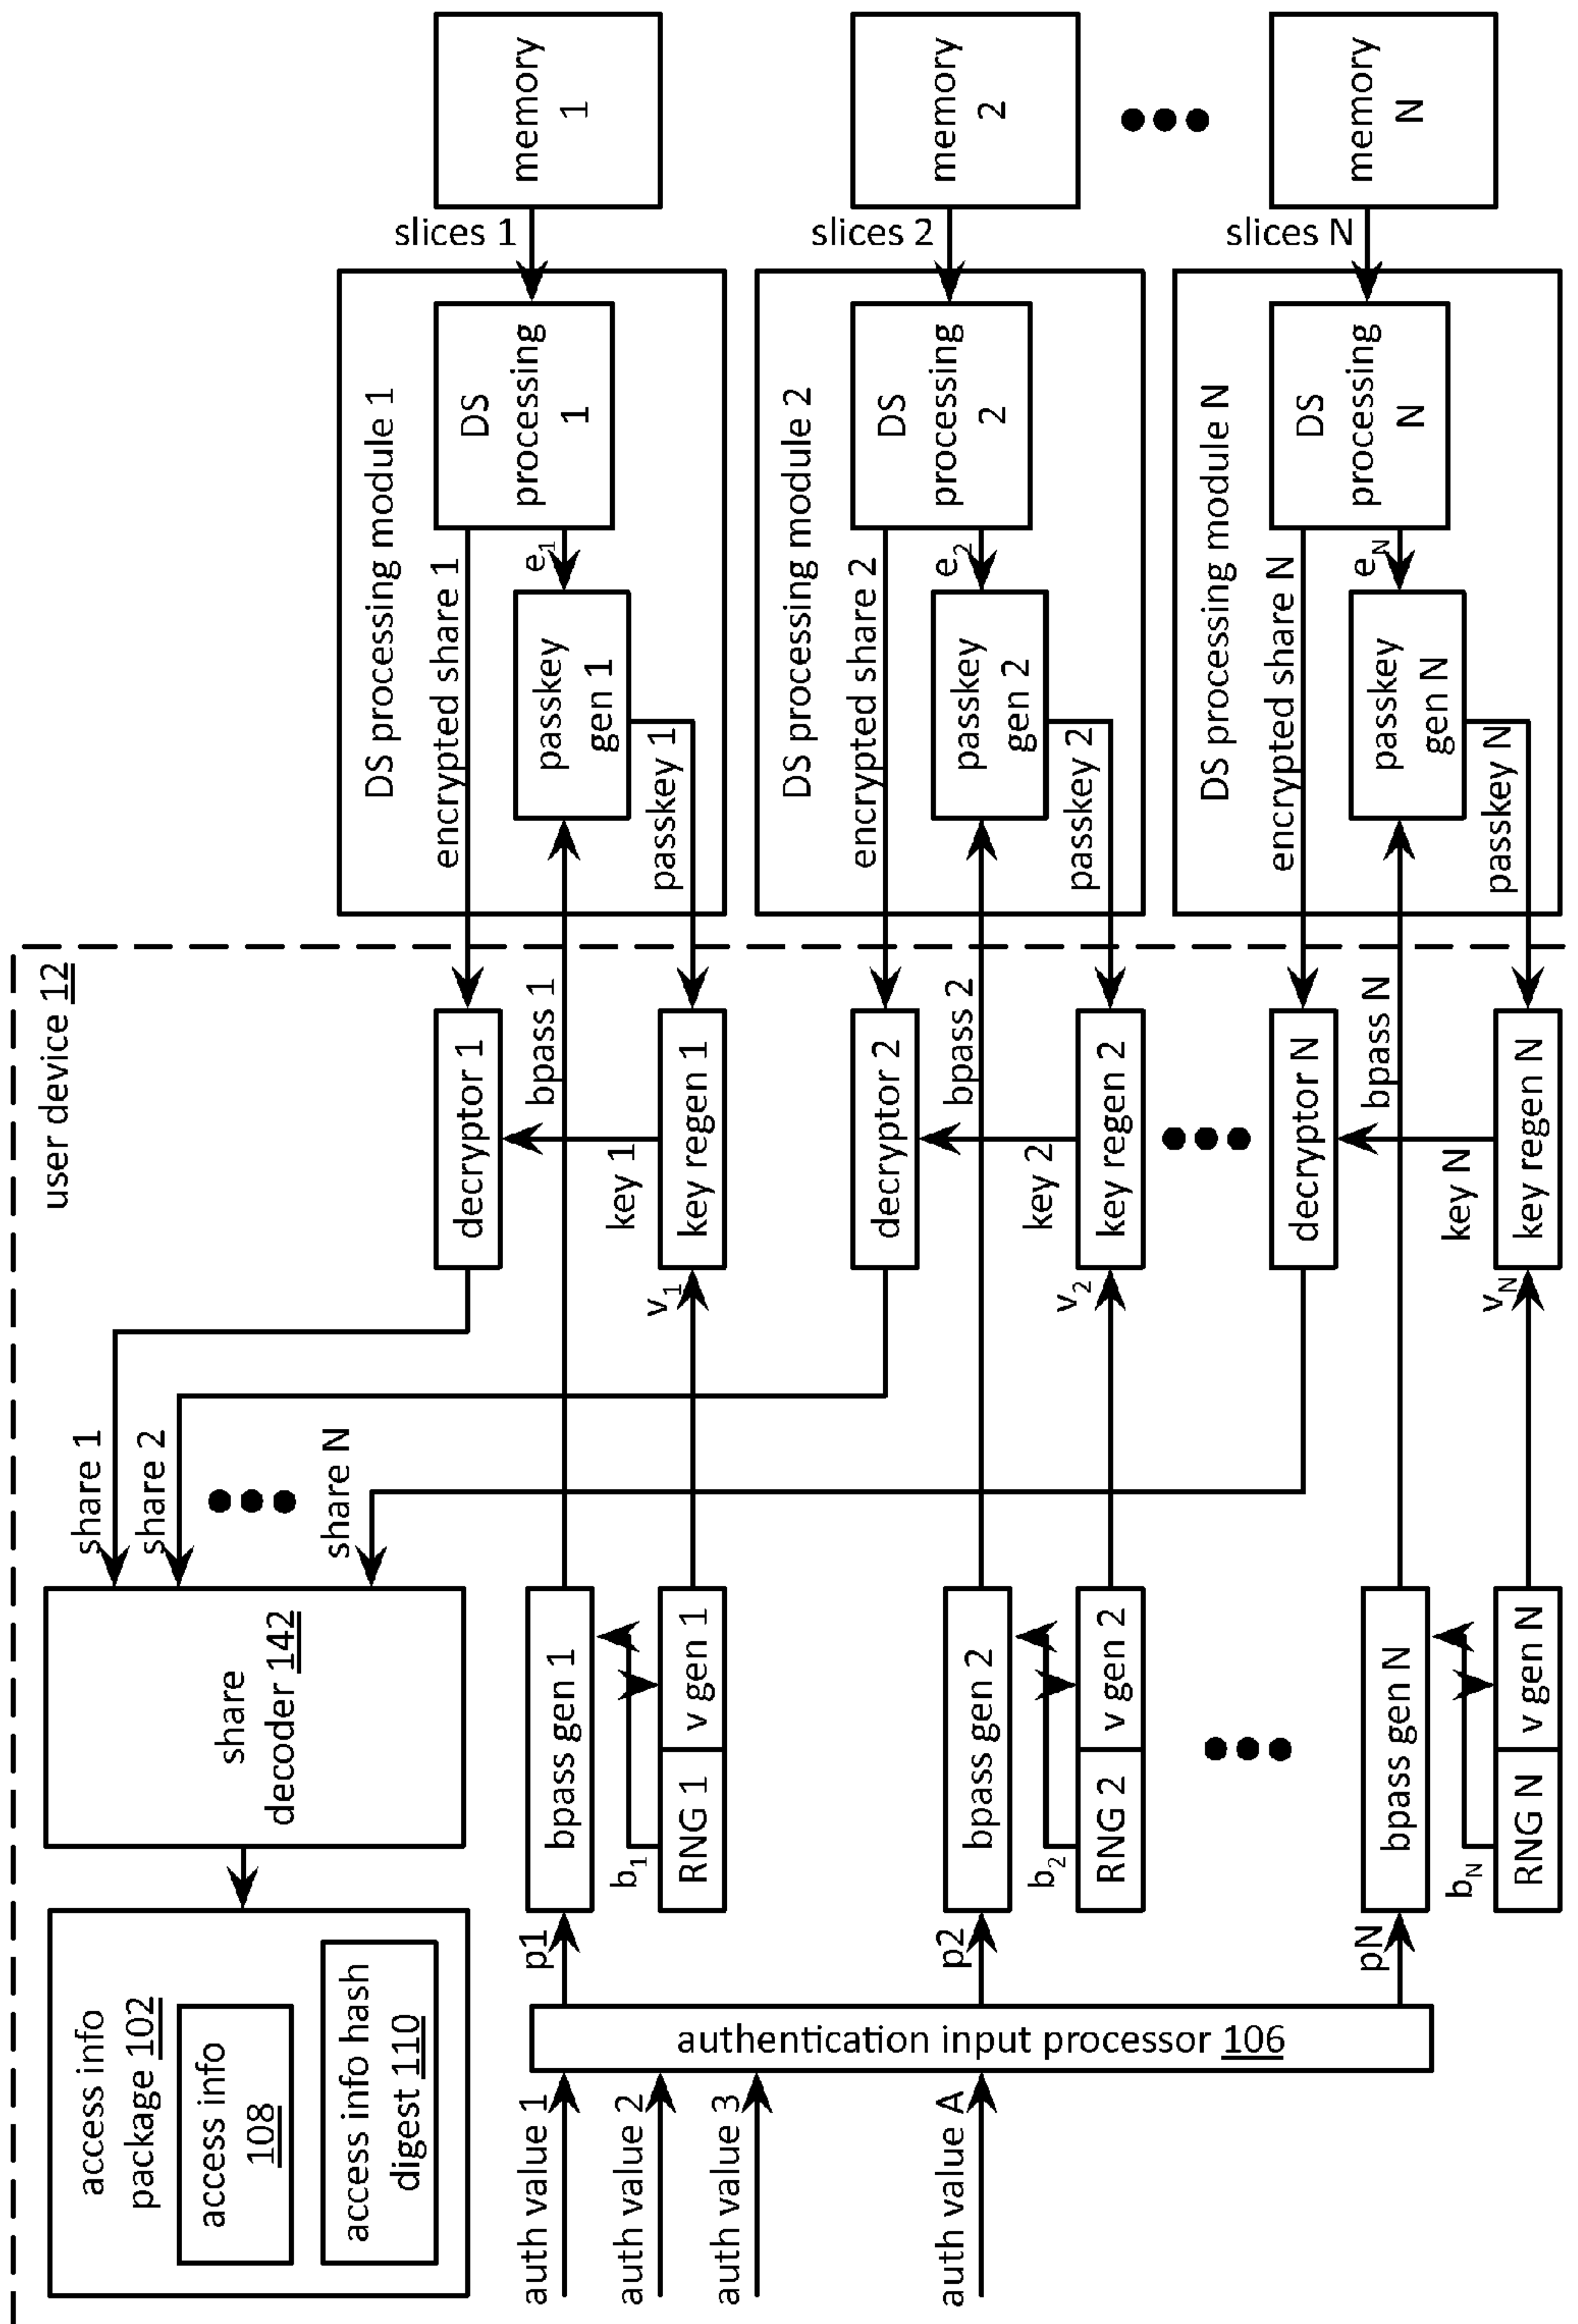 user device 12
access info
package 102
access info
108
access info hash
digest 110
share
decoder 142
share 1
share 2
share N
auth value 1
auth value 2
auth value 3
auth value A
authentication input processor 106
p1
bpass gen 1
b1
RNG 1
v gen 1
v1
bpass 1
decryptor 1
key 1
key regen 1
DS processing module 1
encrypted share 1
passkey
gen 1
passkey 1
e1
DS
processing
1
slices 1
memory
1
p2
bpass gen 2
b2
RNG 2
v gen 2
v2
bpass 2
decryptor 2
key 2
key regen 2
DS processing module 2
encrypted share 2
passkey
gen 2
passkey 2
e2
DS
processing
2
slices 2
memory
2
pN
bpass gen N
bN
RNG N
v gen N
vN
bpass N
decryptor N
key N
key regen N
DS processing module N
encrypted share N
passkey
gen N
passkey N
eN
DS
processing
N
slices N
memory
N